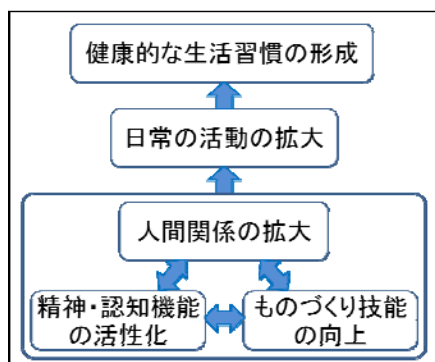 健康的な生活習慣の形成
日常の活動の拡大
人間関係の拡大
精神・認知機能
の活性化
ものづくり技能
の向上